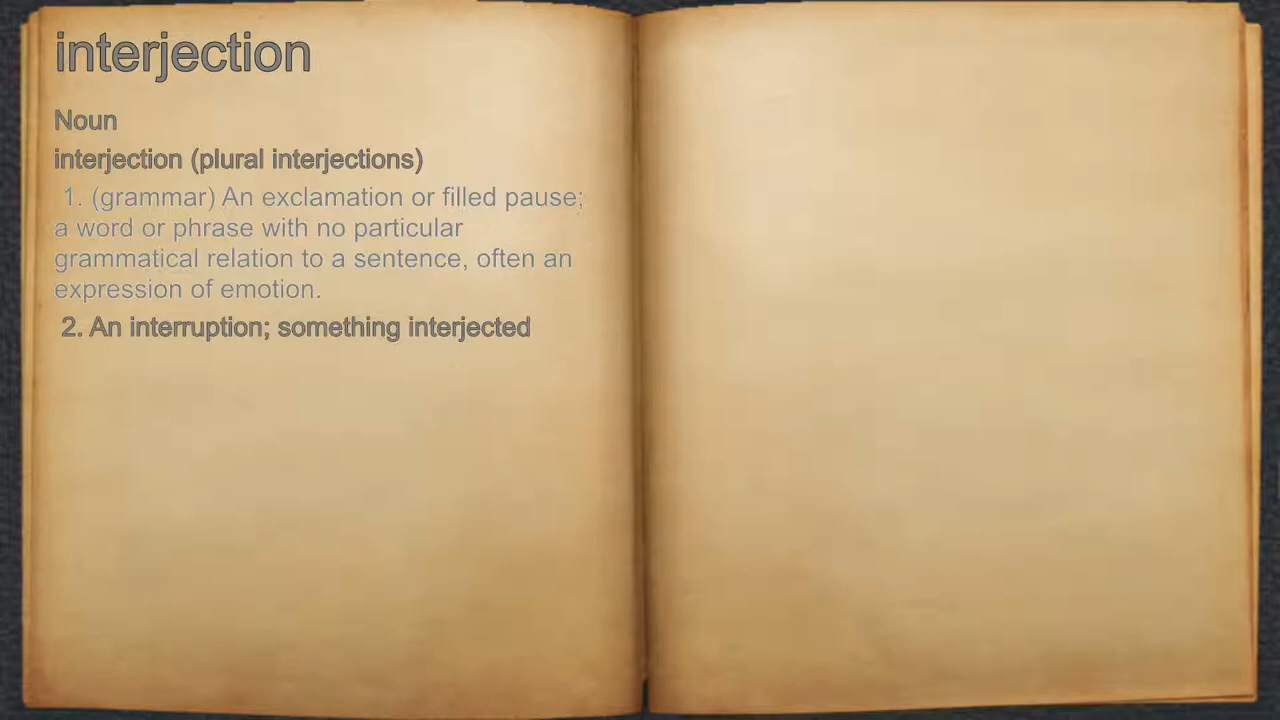 interjection
Noun
interjection (plural interjections)
1. (grammar) An exclamation or filled pause;
a word or phrase with no particular
grammatical relation to a sentence, often an
expression of emotion.
2. An interruption; something interjected